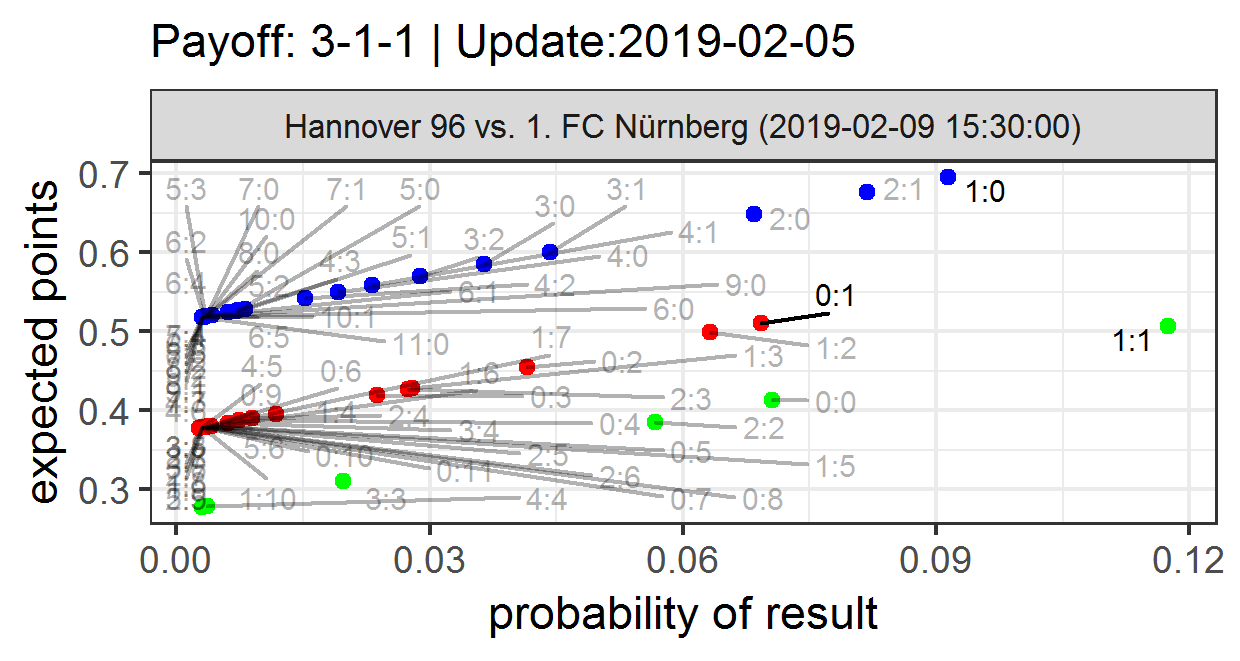 Payoff: 3-1-1 | Update:2019-02-05
Hannover 96 vs. 1. FC Nürnberg (2019-02-09 15:30:00)
expected points
0.7
0.6
0.5
0.4
0.3
5:3 7:0 7:1 5:0 3:1 2:1 1:0
10:0 3:0 2:0
6:2 8:0 5:1 3:2 4:1
4:3 4:0
6:4 5:2 6:1 4:2 9:0 0:1
10:1 6:0
6:5 11:0 1:7 1:2 1:1
4:5 0:6 1:6 0:2 1:3
0:9 0:3 2:3 0:0
1:4 2:4 3:4 0:4 2:2
5:6 0:10 2:5 0:5 1:5
0:11 2:6
1:10 3:3 4:4 0:7 0:8
0.00 0.03 0.06 0.09 0.12
probability of result